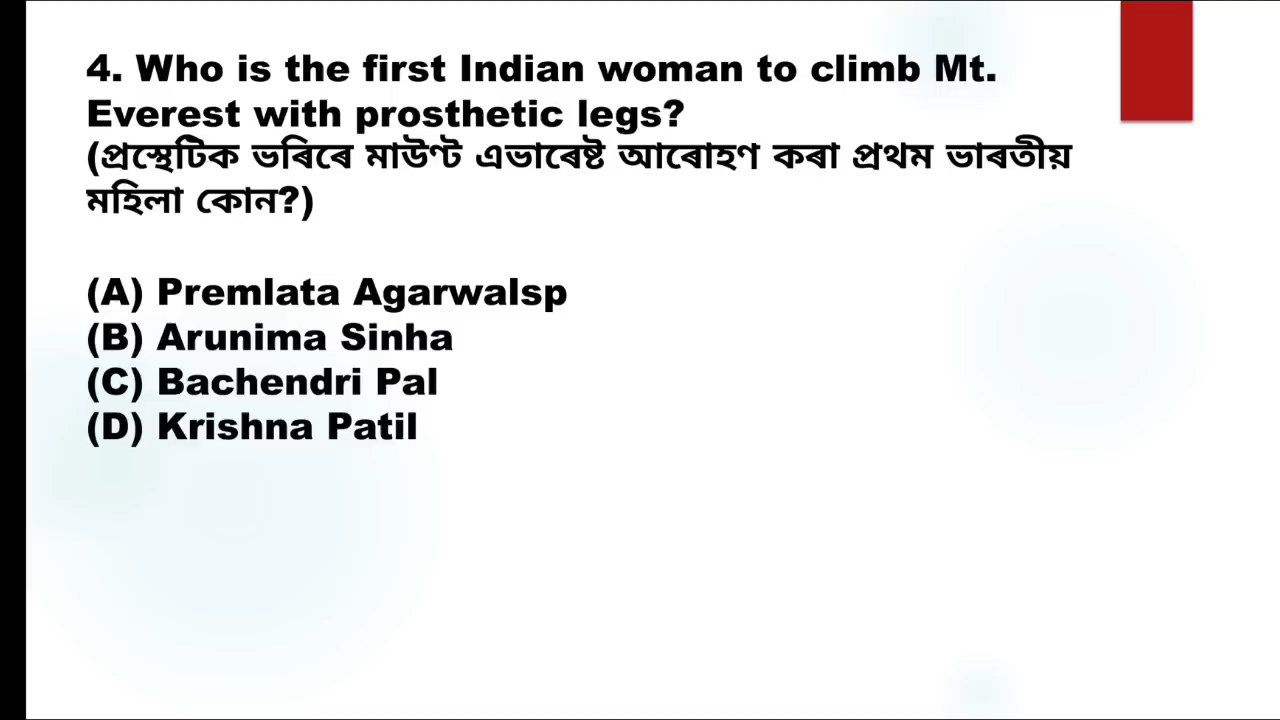 4. Who is the first Indian woman to climb Mt.
Everest with prosthetic legs?
(প্ৰস্থেটিক ভৰিৰে মাউণ্ট এভাৰেষ্ট আৰোহণ কৰা প্ৰথম ভাৰতীয়
মহিলা কোন?)
(A) Premlata Agarwalsp
(B) Arunima Sinha
(C) Bachendri Pal
(D) Krishna Patil